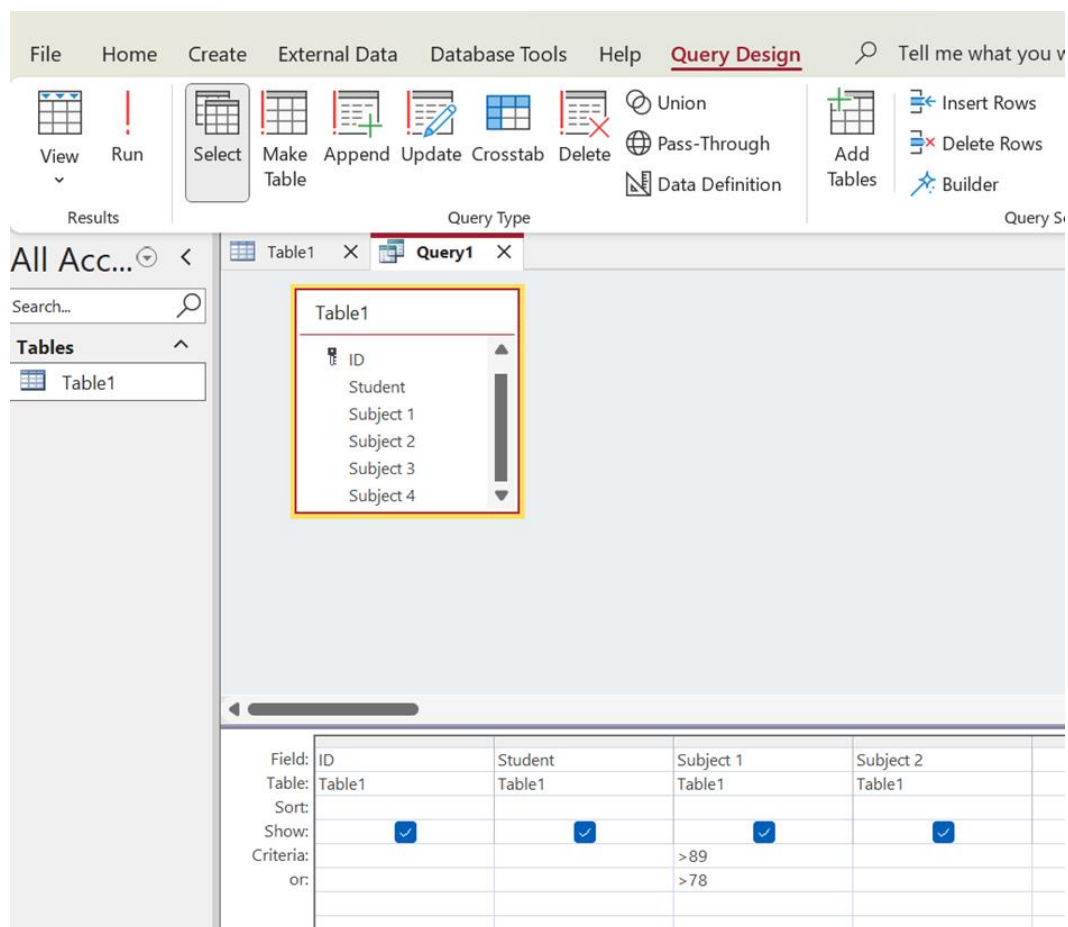 File Home Create External Data Database Tools Help Query Design Tell me what you w
View
Run
Select
Make Table
Append
Update
Crosstab
Delete
Union
Pass-Through
Data Definition
Add Tables
Insert Rows
Delete Rows
Builder
Results
Query Type
Query Se
All Acc...
Search...
Tables
Table1
Table1
Query1
Table1
ID
Student
Subject 1
Subject 2
Subject 3
Subject 4
Field: ID Student Subject 1 Subject 2
Table: Table1 Table1 Table1 Table1
Sort:
Show:
Criteria: >89
or: >78